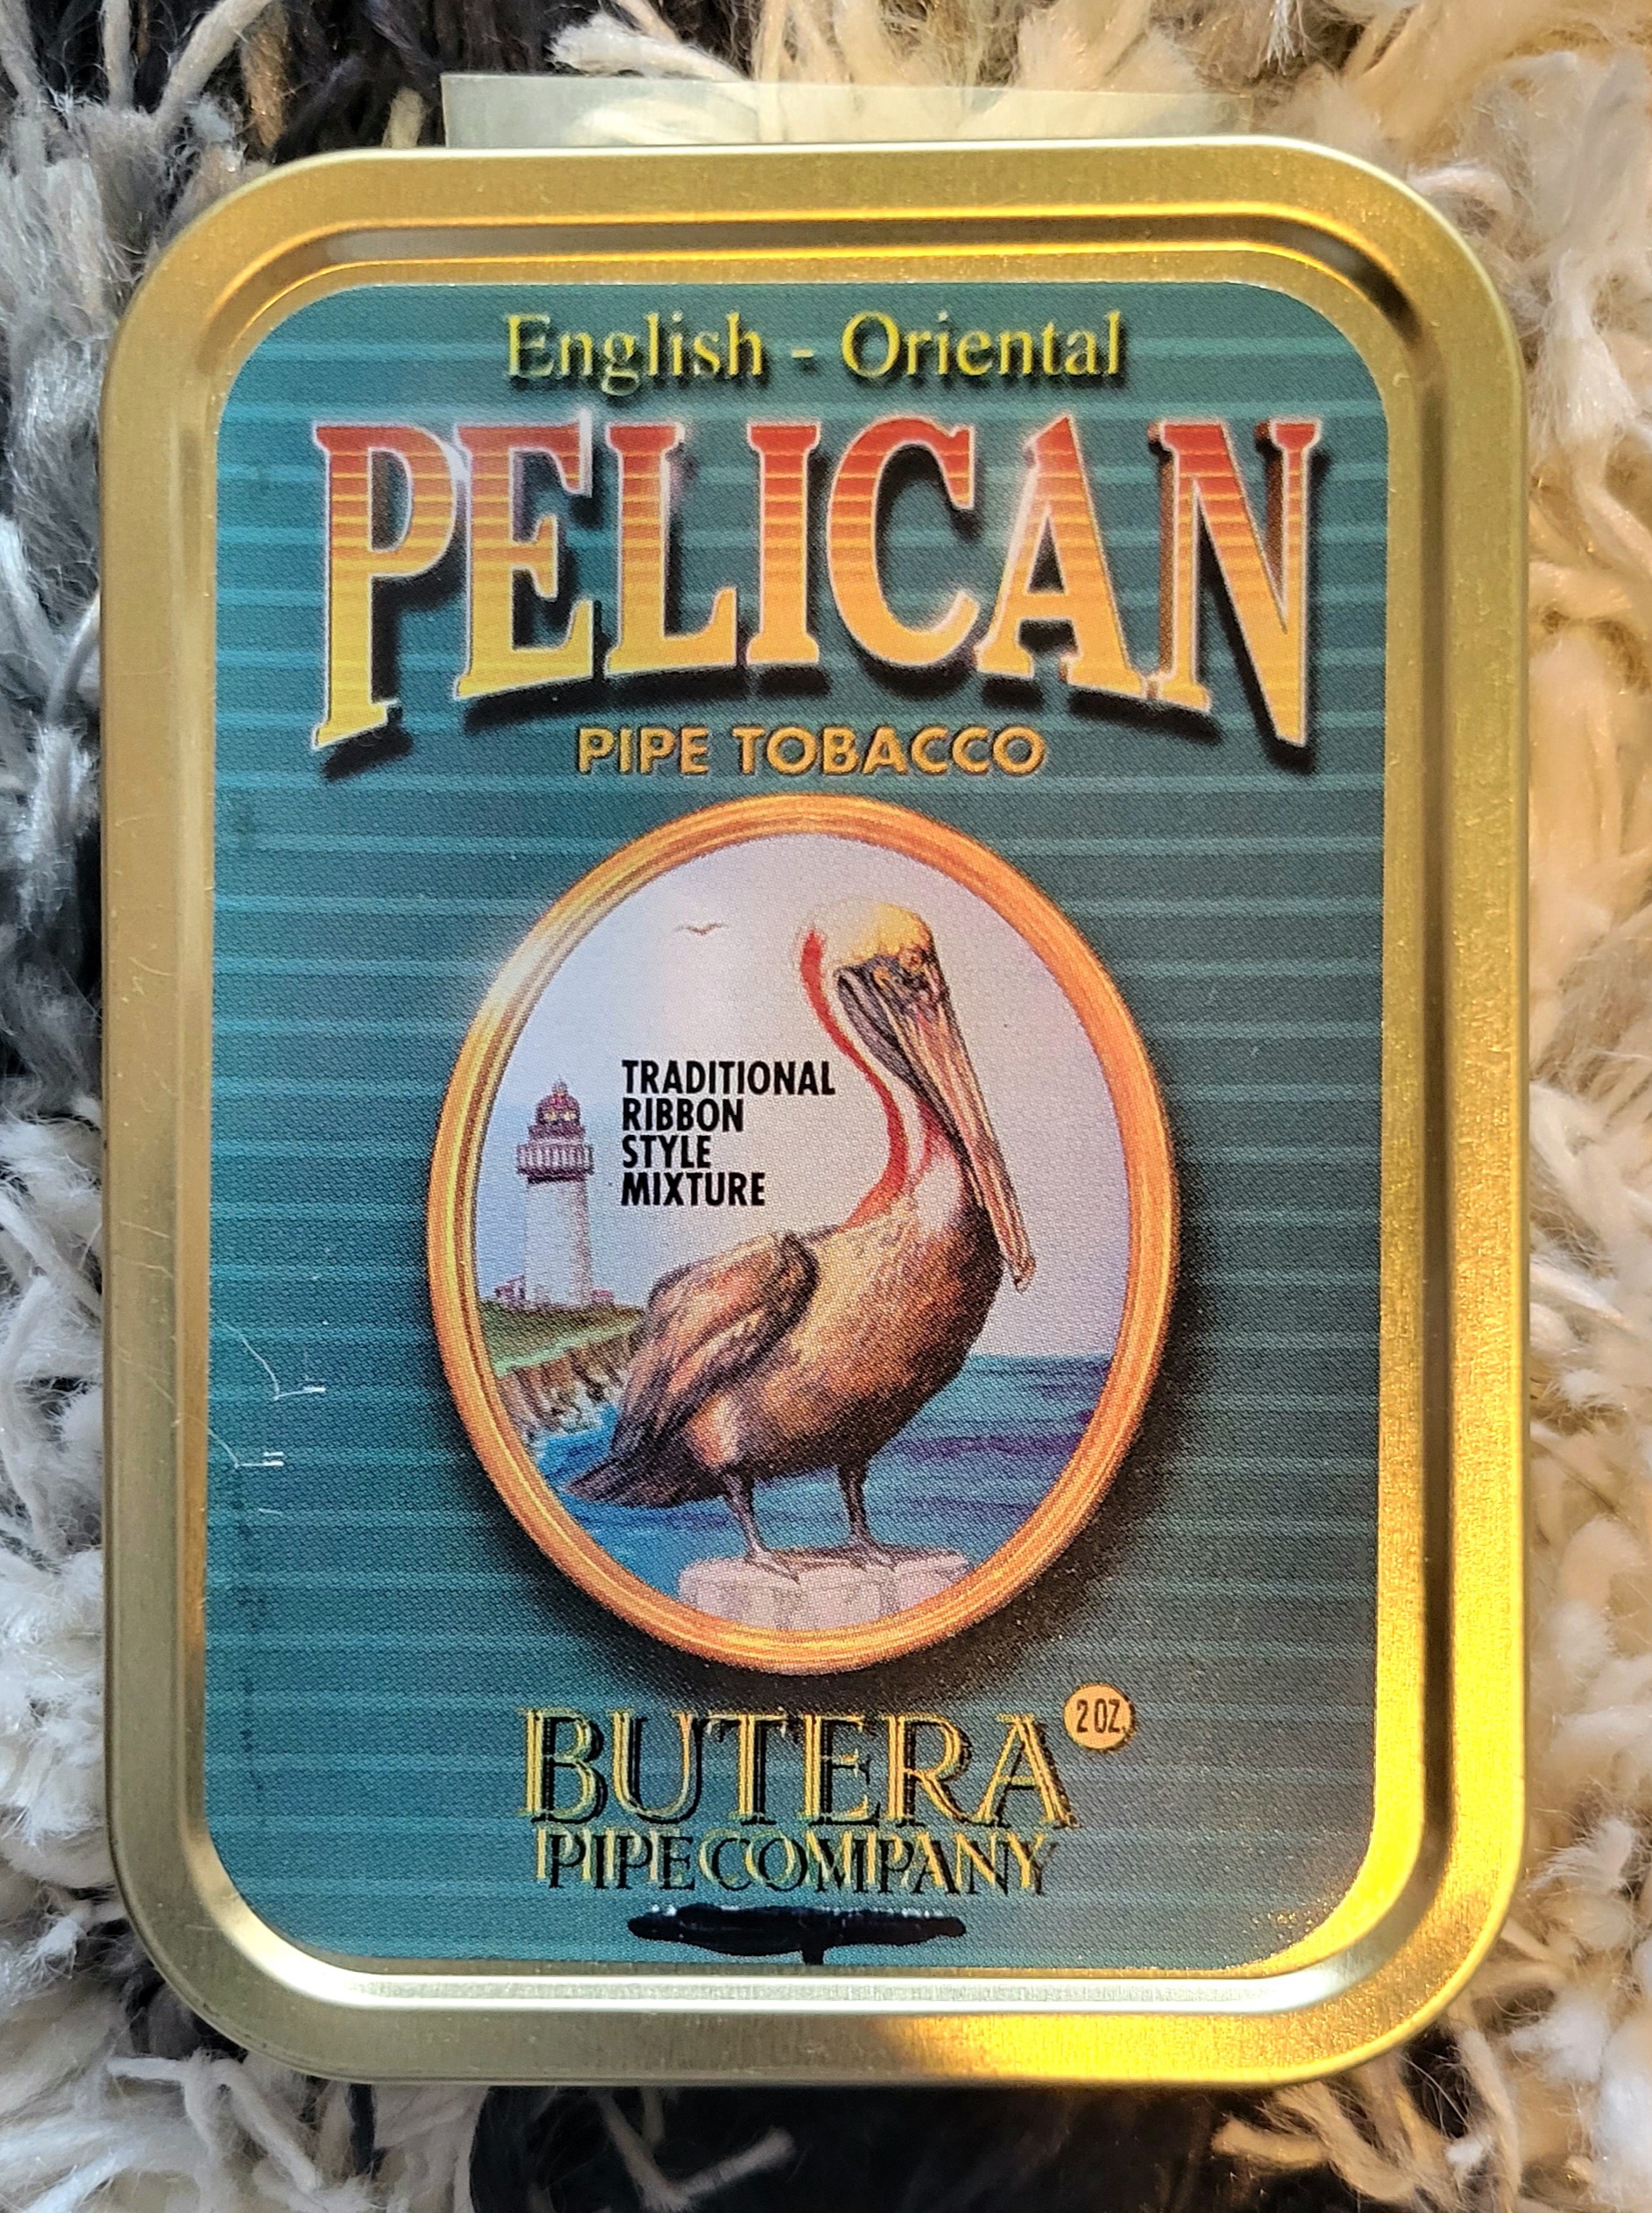 English - Oriental
PELICAN
PIPE TOBACCO
TRADITIONAL
RIBBON
STYLE
MIXTURE
2 OZ.
BUTERA
PIPE COMPANY